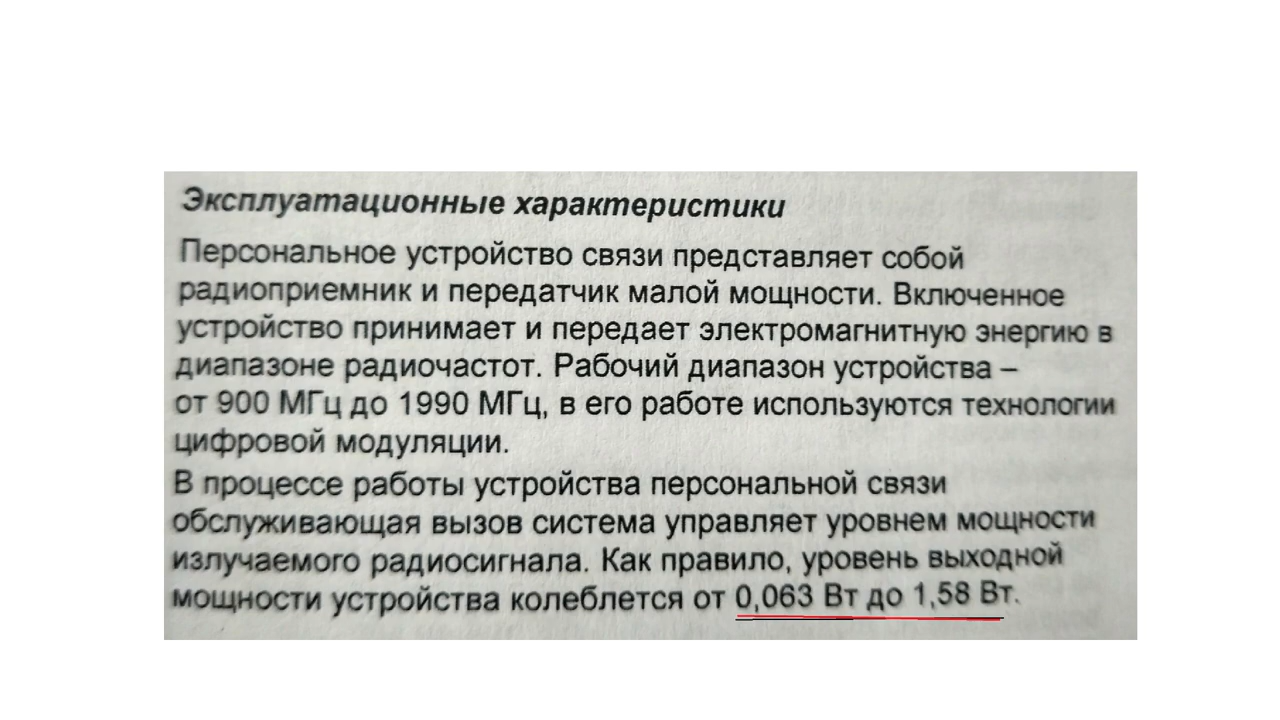 Эксплуатационные характеристики
Персональное устройство связи представляет собой
радиоприемник и передатчик малой мощности. Включенное
устройство принимает и передает электромагнитную энергию в
диапазоне радиочастот. Рабочий диапазон устройства –
от 900 МГц до 1990 МГц, в его работе используются технологии
цифровой модуляции.
В процессе работы устройства персональной связи
обслуживающая вызов система управляет уровнем мощности
излучаемого радиосигнала. Как правило, уровень выходной
мощности устройства колеблется от 0,063 Вт до 1,58 Вт.